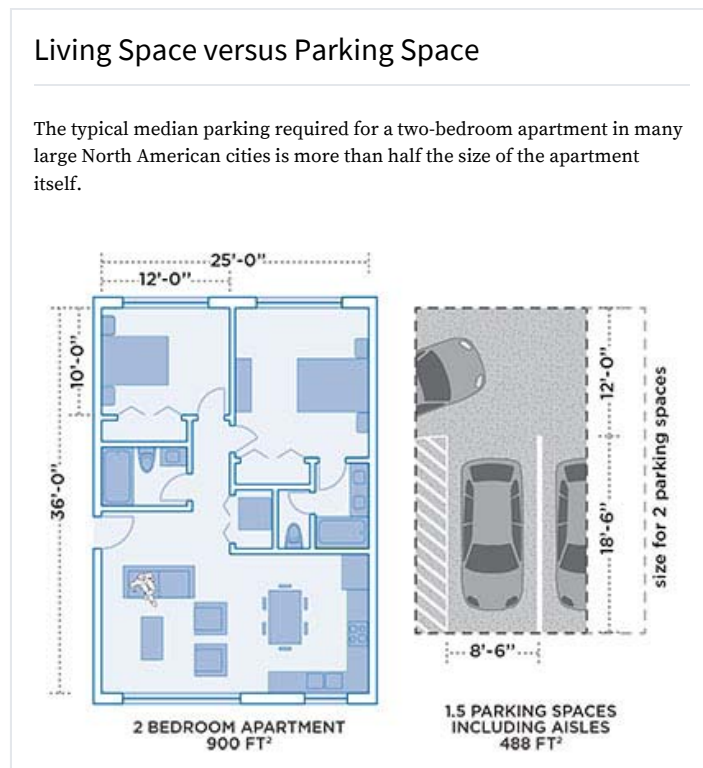 Living Space versus Parking Space
The typical median parking required for a two-bedroom apartment in many
large North American cities is more than half the size of the apartment
itself.
25'-0"
12'-0"
10'-0"
36'-0"
12'-0"
18'-6"
size for 2 parking spaces
8'-6"
2 BEDROOM APARTMENT
900 FT²
1.5 PARKING SPACES
INCLUDING AISLES
488 FT²